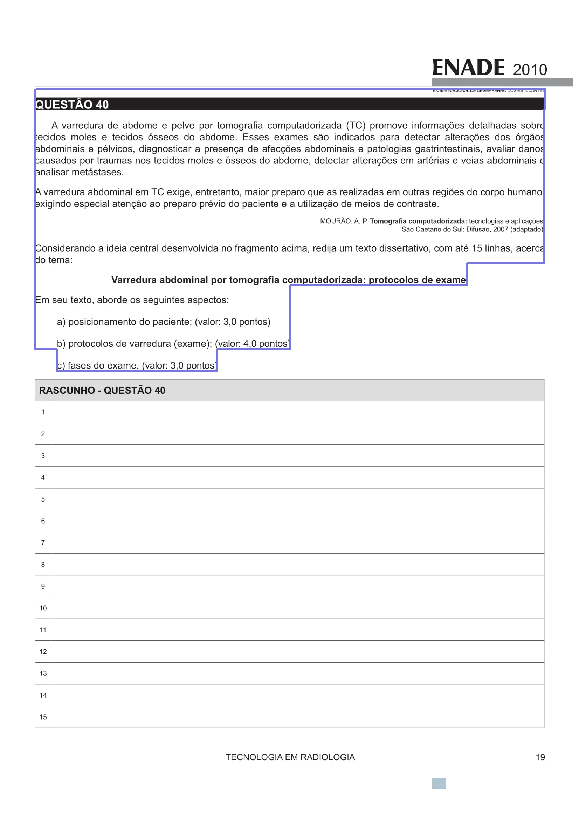 ENADE 2010
QUESTÃO 40
A varredura de abdome e pelve por tomografia computadorizada (TC) promove informações detalhadas sobre
tecidos moles e tecidos ósseos do abdome. Esses exames são indicados para detectar alterações dos órgãos
abdominais e pélvicos, diagnosticar a presença de afecções abdominais e patologias gastrintestinais, avaliar danos
causados por traumas nos tecidos moles e ósseos do abdome, detectar alterações em artérias e veias abdominais e
analisar metástases.
A varredura abdominal em TC exige, entretanto, maior preparo que as realizadas em outras regiões do corpo humano,
exigindo especial atenção ao preparo prévio do paciente e a utilização de meios de contraste.
MOURÃO, A. P. Tomografia computadorizada: tecnologias e aplicações.
São Caetano do Sul: Difusão, 2007 (adaptado)
Considerando a ideia central desenvolvida no fragmento acima, redija um texto dissertativo, com até 15 linhas, acerca
do tema:
Varredura abdominal por tomografia computadorizada: protocolos de exame
Em seu texto, aborde os seguintes aspectos:
a) posicionamento do paciente; (valor: 3,0 pontos)
b) protocolos de varredura (exame); (valor: 4,0 pontos)
c) fases do exame. (valor: 3,0 pontos)
RASCUNHO - QUESTÃO 40
1
2
3
4
5
6
7
8
9
10
11
12
13
14
15
TECNOLOGIA EM RADIOLOGIA 19